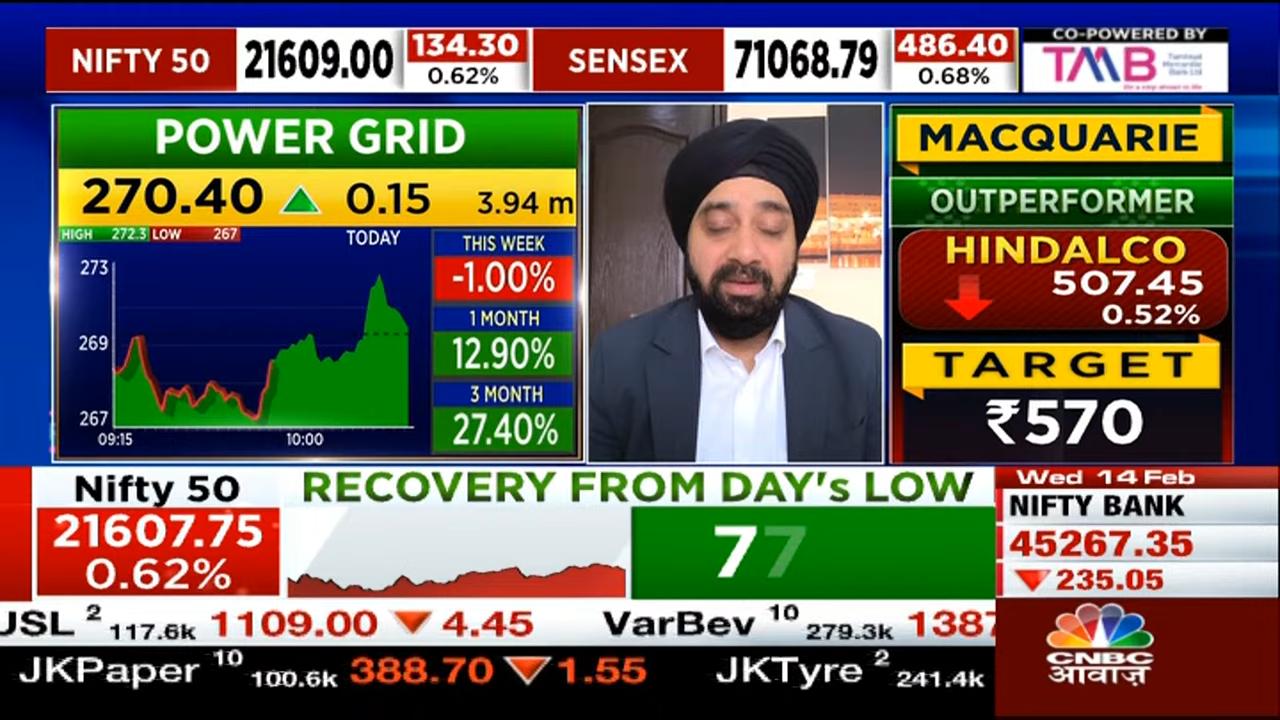 NIFTY 50 21609.00 134.30 0.62% SENSEX 71068.79 486.40 0.68%
CO-POWERED BY
TMB Tamilnad Mercantile Bank Ltd
POWER GRID
270.40 0.15 3.94 m
HIGH 272.3 LOW 267 TODAY
273
269
267
09:15 10:00
THIS WEEK
-1.00%
1 MONTH
12.90%
3 MONTH
27.40%
MACQUARIE
OUTPERFORMER
HINDALCO
507.45
0.52%
TARGET
₹570
Nifty 50
21607.75
0.62%
RECOVERY FROM DAY's LOW
77
Wed 14 Feb
NIFTY BANK
45267.35
235.05
JSL 2 117.6k 1109.00 4.45 VarBev 10 279.3k 1387
JKPaper 10 100.6k 388.70 1.55 JKTyre 2 241.4k
CNBC
आवाज़